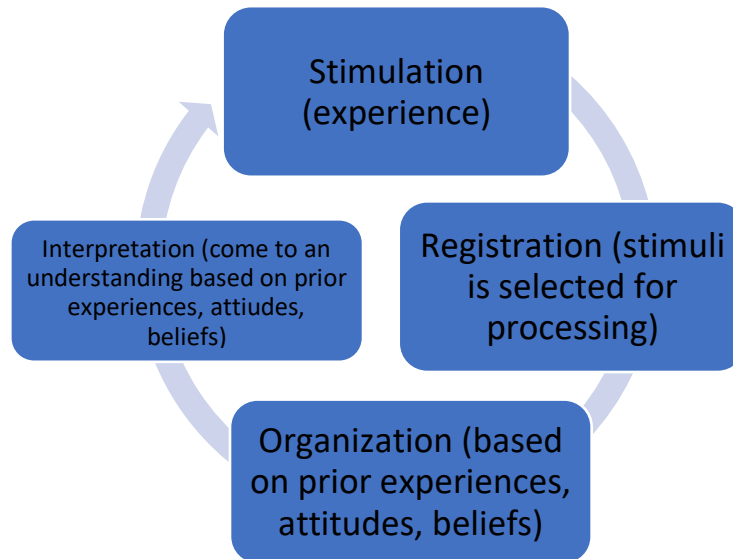 Stimulation
(experience)
Registration (stimuli
is selected for
processing)
Organization (based
on prior experiences,
attitudes, beliefs)
Interpretation (come to an
understanding based on prior
experiences, attiudes,
beliefs)